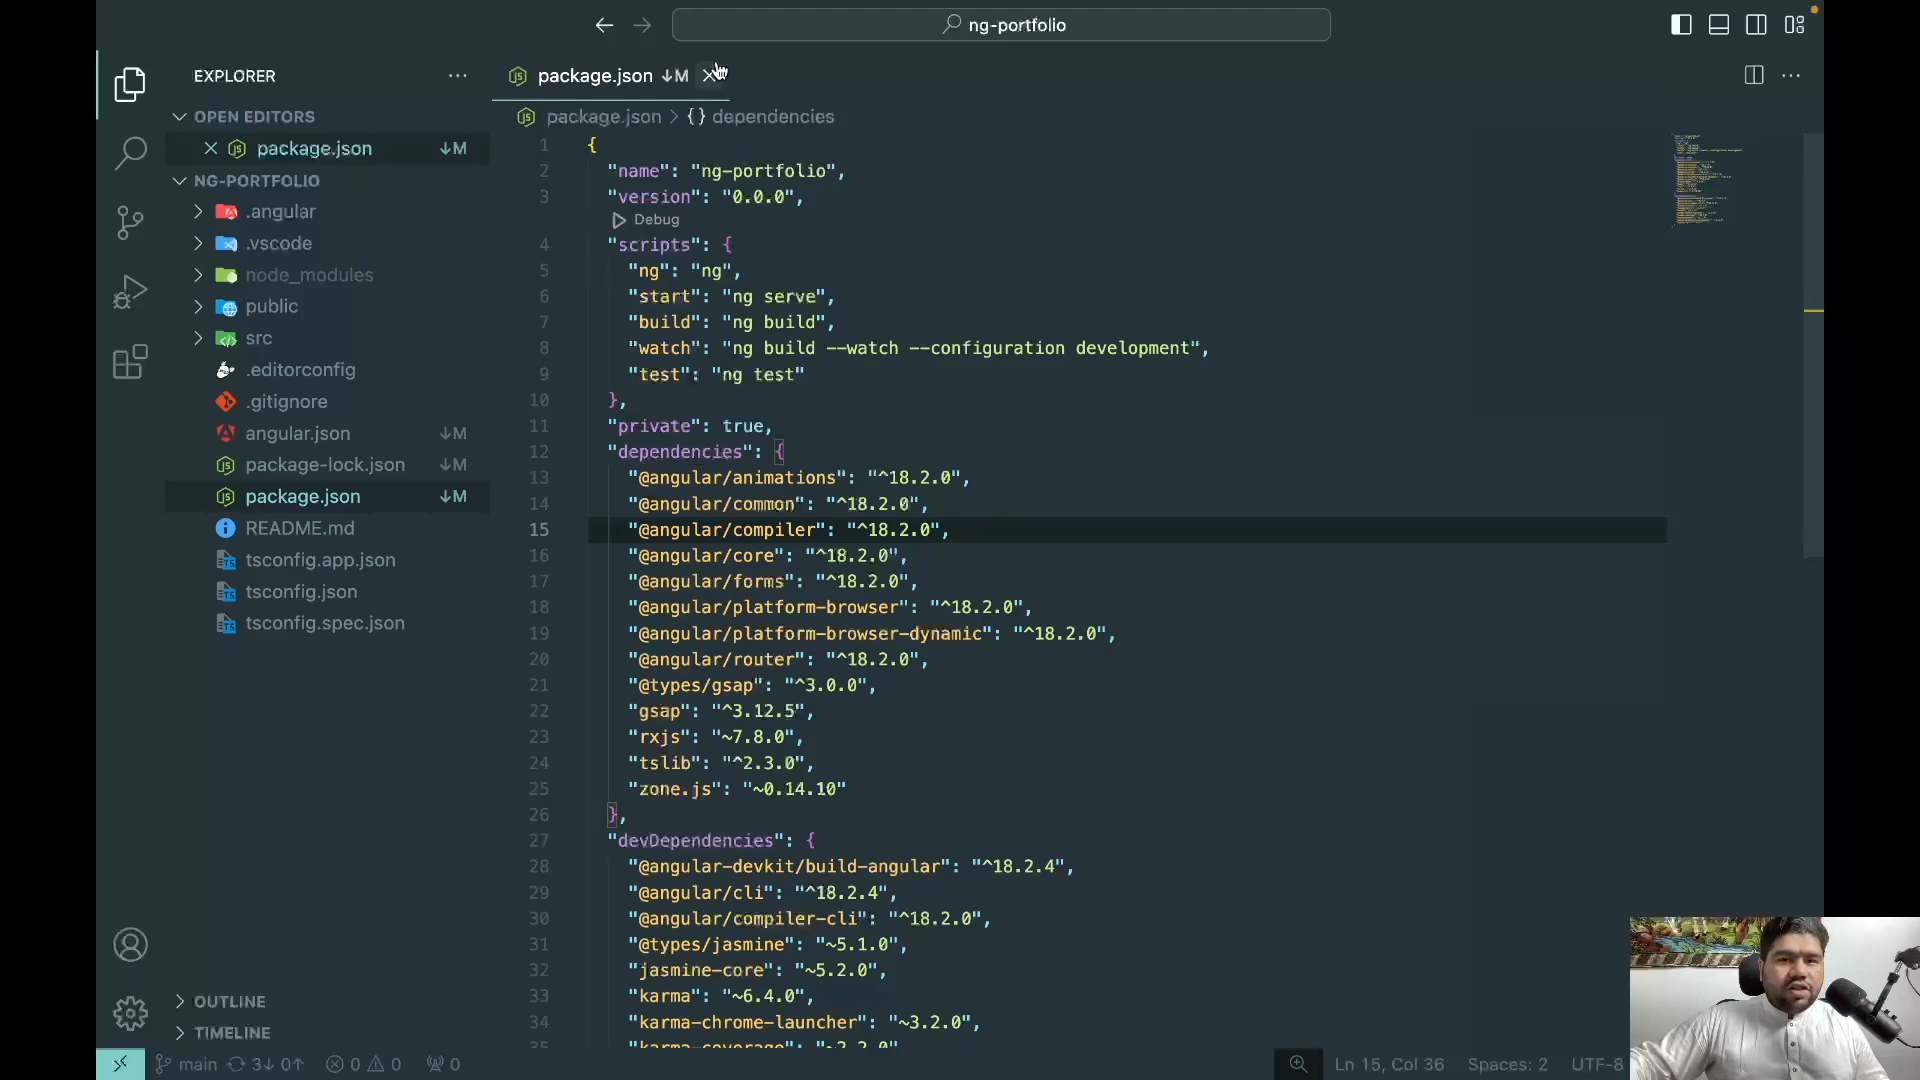 ng-portfolio
EXPLORER
OPEN EDITORS
package.json ↓M
NG-PORTFOLIO
.angular
.vscode
node_modules
public
src
.editorconfig
.gitignore
angular.json ↓M
package-lock.json ↓M
package.json ↓M
README.md
tsconfig.app.json
tsconfig.json
tsconfig.spec.json
OUTLINE
TIMELINE
package.json ↓M
package.json > {} dependencies
1 {
2 "name": "ng-portfolio",
3 "version": "0.0.0",
Debug
4 "scripts": {
5 "ng": "ng",
6 "start": "ng serve",
7 "build": "ng build",
8 "watch": "ng build --watch --configuration development",
9 "test": "ng test"
10 },
11 "private": true,
12 "dependencies": {
13 "@angular/animations": "^18.2.0",
14 "@angular/common": "^18.2.0",
15 "@angular/compiler": "^18.2.0",
16 "@angular/core": "^18.2.0",
17 "@angular/forms": "^18.2.0",
18 "@angular/platform-browser": "^18.2.0",
19 "@angular/platform-browser-dynamic": "^18.2.0",
20 "@angular/router": "^18.2.0",
21 "@types/gsap": "^3.0.0",
22 "gsap": "^3.12.5",
23 "rxjs": "~7.8.0",
24 "tslib": "^2.3.0",
25 "zone.js": "~0.14.10"
26 },
27 "devDependencies": {
28 "@angular-devkit/build-angular": "^18.2.4",
29 "@angular/cli": "^18.2.4",
30 "@angular/compiler-cli": "^18.2.0",
31 "@types/jasmine": "~5.1.0",
32 "jasmine-core": "~5.2.0",
33 "karma": "~6.4.0",
34 "karma-chrome-launcher": "~3.2.0",
main 3↓ 0↑ 0 0 0
Ln 15, Col 36 Spaces: 2 UTF-8